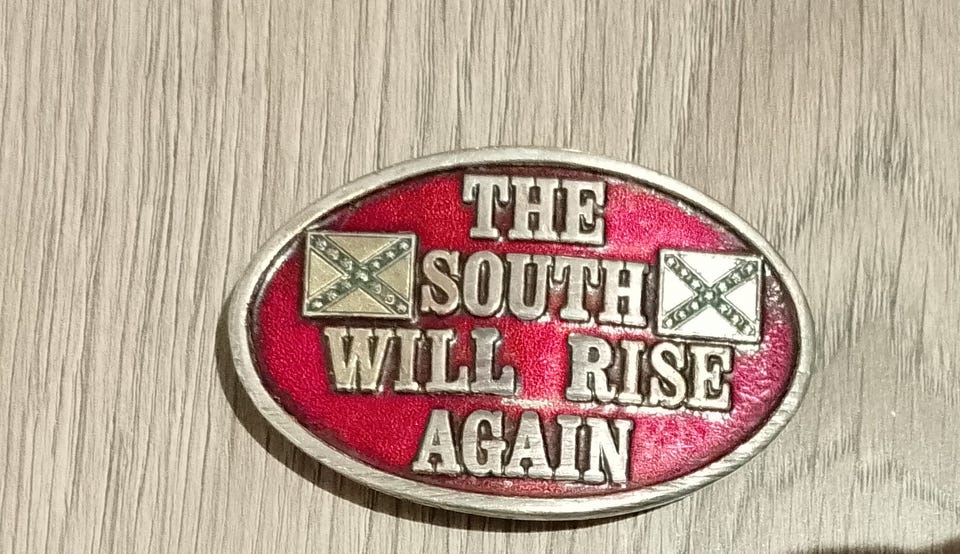 THE
SOUTH
WILL RISE
AGAIN